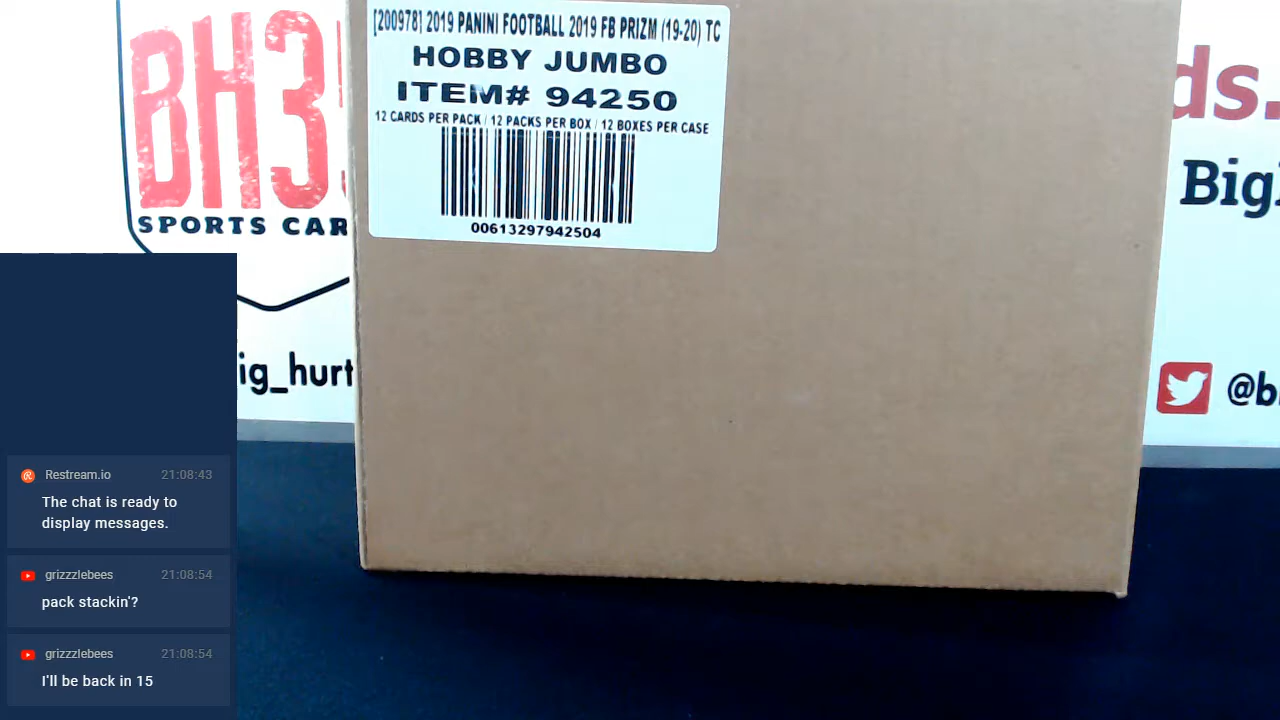 [200978] 2019 PANINI FOOTBALL 2019 FB PRIZM (19-20) TC
HOBBY JUMBO
ITEM# 94250
12 CARDS PER PACK / 12 PACKS PER BOX / 12 BOXES PER CASE
00613297942504
BH3
SPORTS CAR
ig_hurt
ds.
Big
@b
Restream.io 21:08:43
The chat is ready to
display messages.
grizzzlebees 21:08:54
pack stackin'?
grizzzlebees 21:08:54
I'll be back in 15